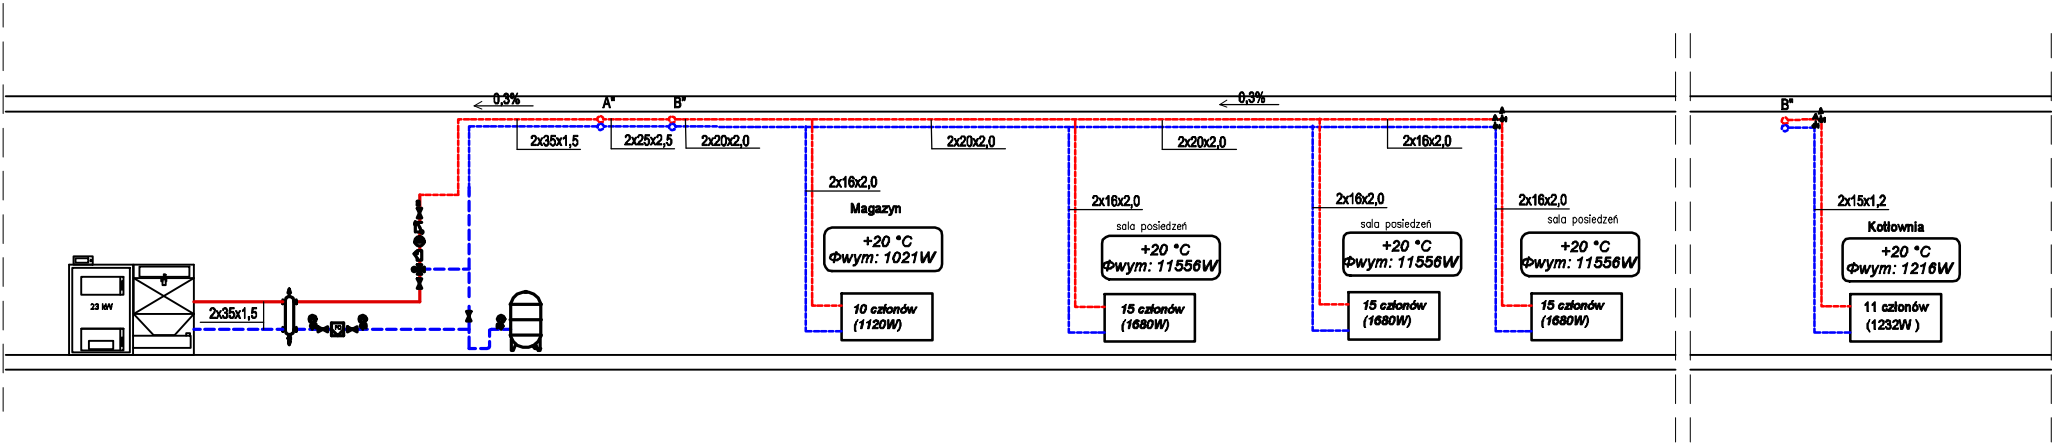 0,3%
A"
B"
0,3%
B"
2x35x1,5
2x25x2,5
2x20x2,0
2x20x2,0
2x20x2,0
2x16x2,0
2x16x2,0
Magazyn
+20 °C
Φwym: 1021W
10 członów
(1120W)
2x16x2,0
sala posiedzeń
+20 °C
Φwym: 11556W
15 członów
(1680W)
2x16x2,0
sala posiedzeń
+20 °C
Φwym: 11556W
15 członów
(1680W)
2x16x2,0
sala posiedzeń
+20 °C
Φwym: 11556W
15 członów
(1680W)
2x15x1,2
Kotłownia
+20 °C
Φwym: 1216W
11 członów
(1232W )
23 kW
2x35x1,5